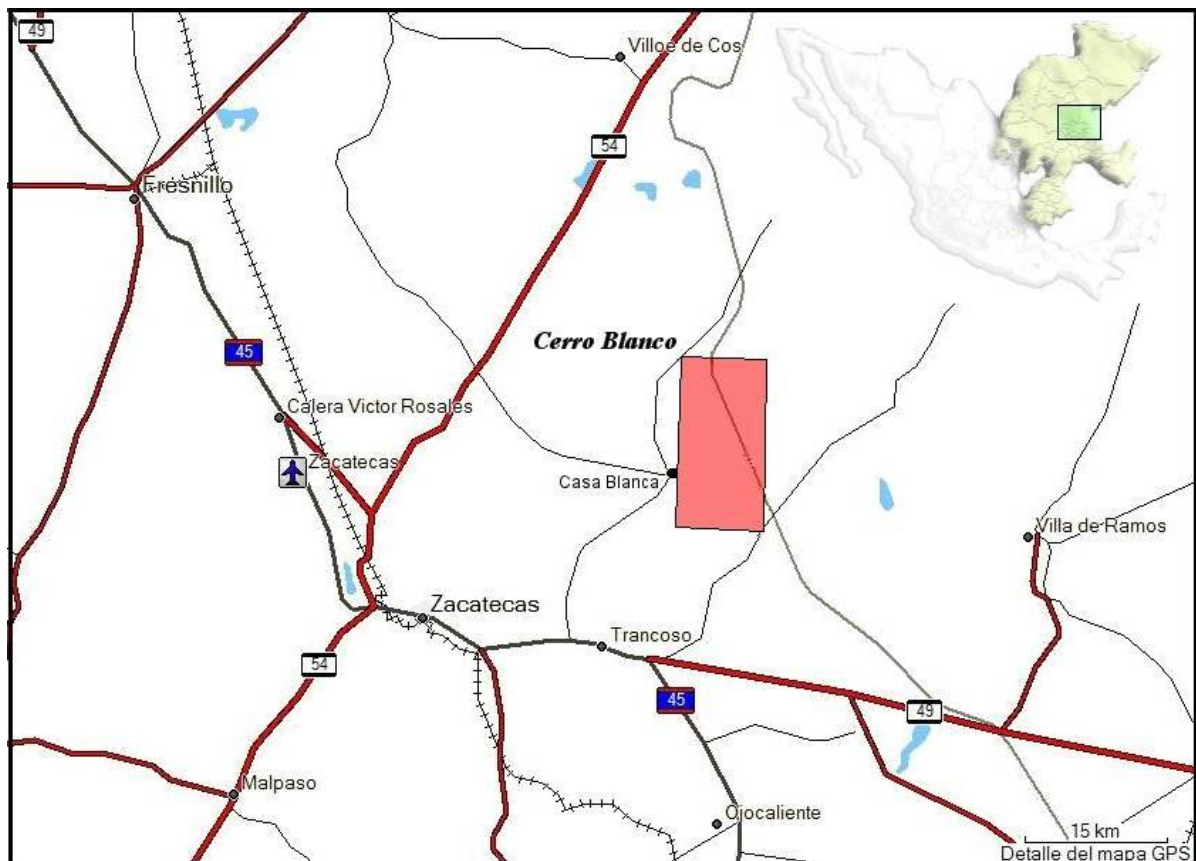 49
Villoe de Cos
54
Fresnillo
Cerro Blanco
45
Calera Victor Rosales
Zacatecas
Casa Blanca
Villa de Ramos
Zacatecas
Trancoso
54
45
49
Malpaso
Ojocaliente
15 km
Detalle del mapa GPS